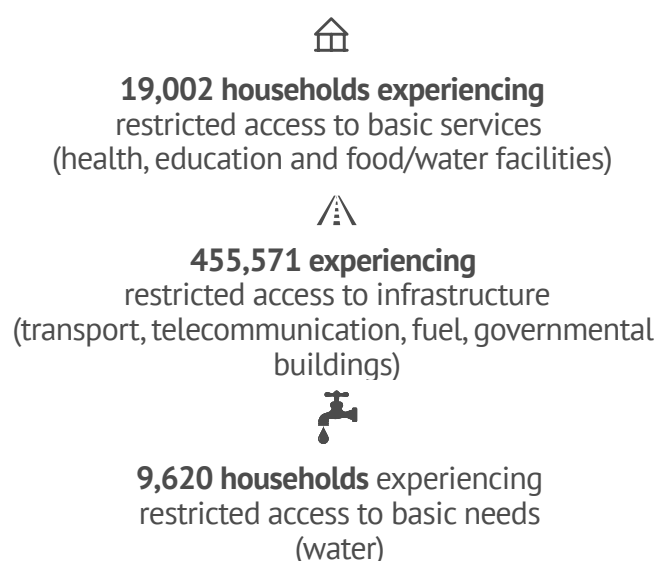 19,002 households experiencing
restricted access to basic services
(health, education and food/water facilities)
455,571 experiencing
restricted access to infrastructure
(transport, telecommunication, fuel, governmental
buildings)
9,620 households experiencing
restricted access to basic needs
(water)